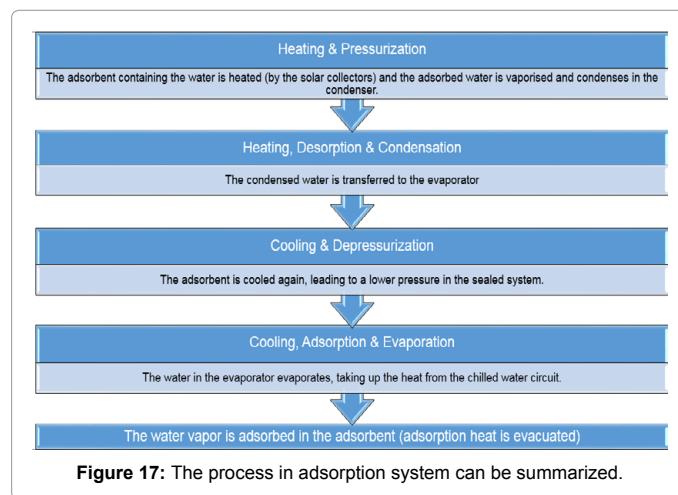 Heating & Pressurization
The adsorbent containing the water is heated (by the solar collectors) and the adsorbed water is vaporised and condenses in the
condenser.
Heating, Desorption & Condensation
The condensed water is transferred to the evaporator
Cooling & Depressurization
The adsorbent is cooled again, leading to a lower pressure in the sealed system.
Cooling, Adsorption & Evaporation
The water in the evaporator evaporates, taking up the heat from the chilled water circuit.
The water vapor is adsorbed in the adsorbent (adsorption heat is evacuated)
Figure 17: The process in adsorption system can be summarized.